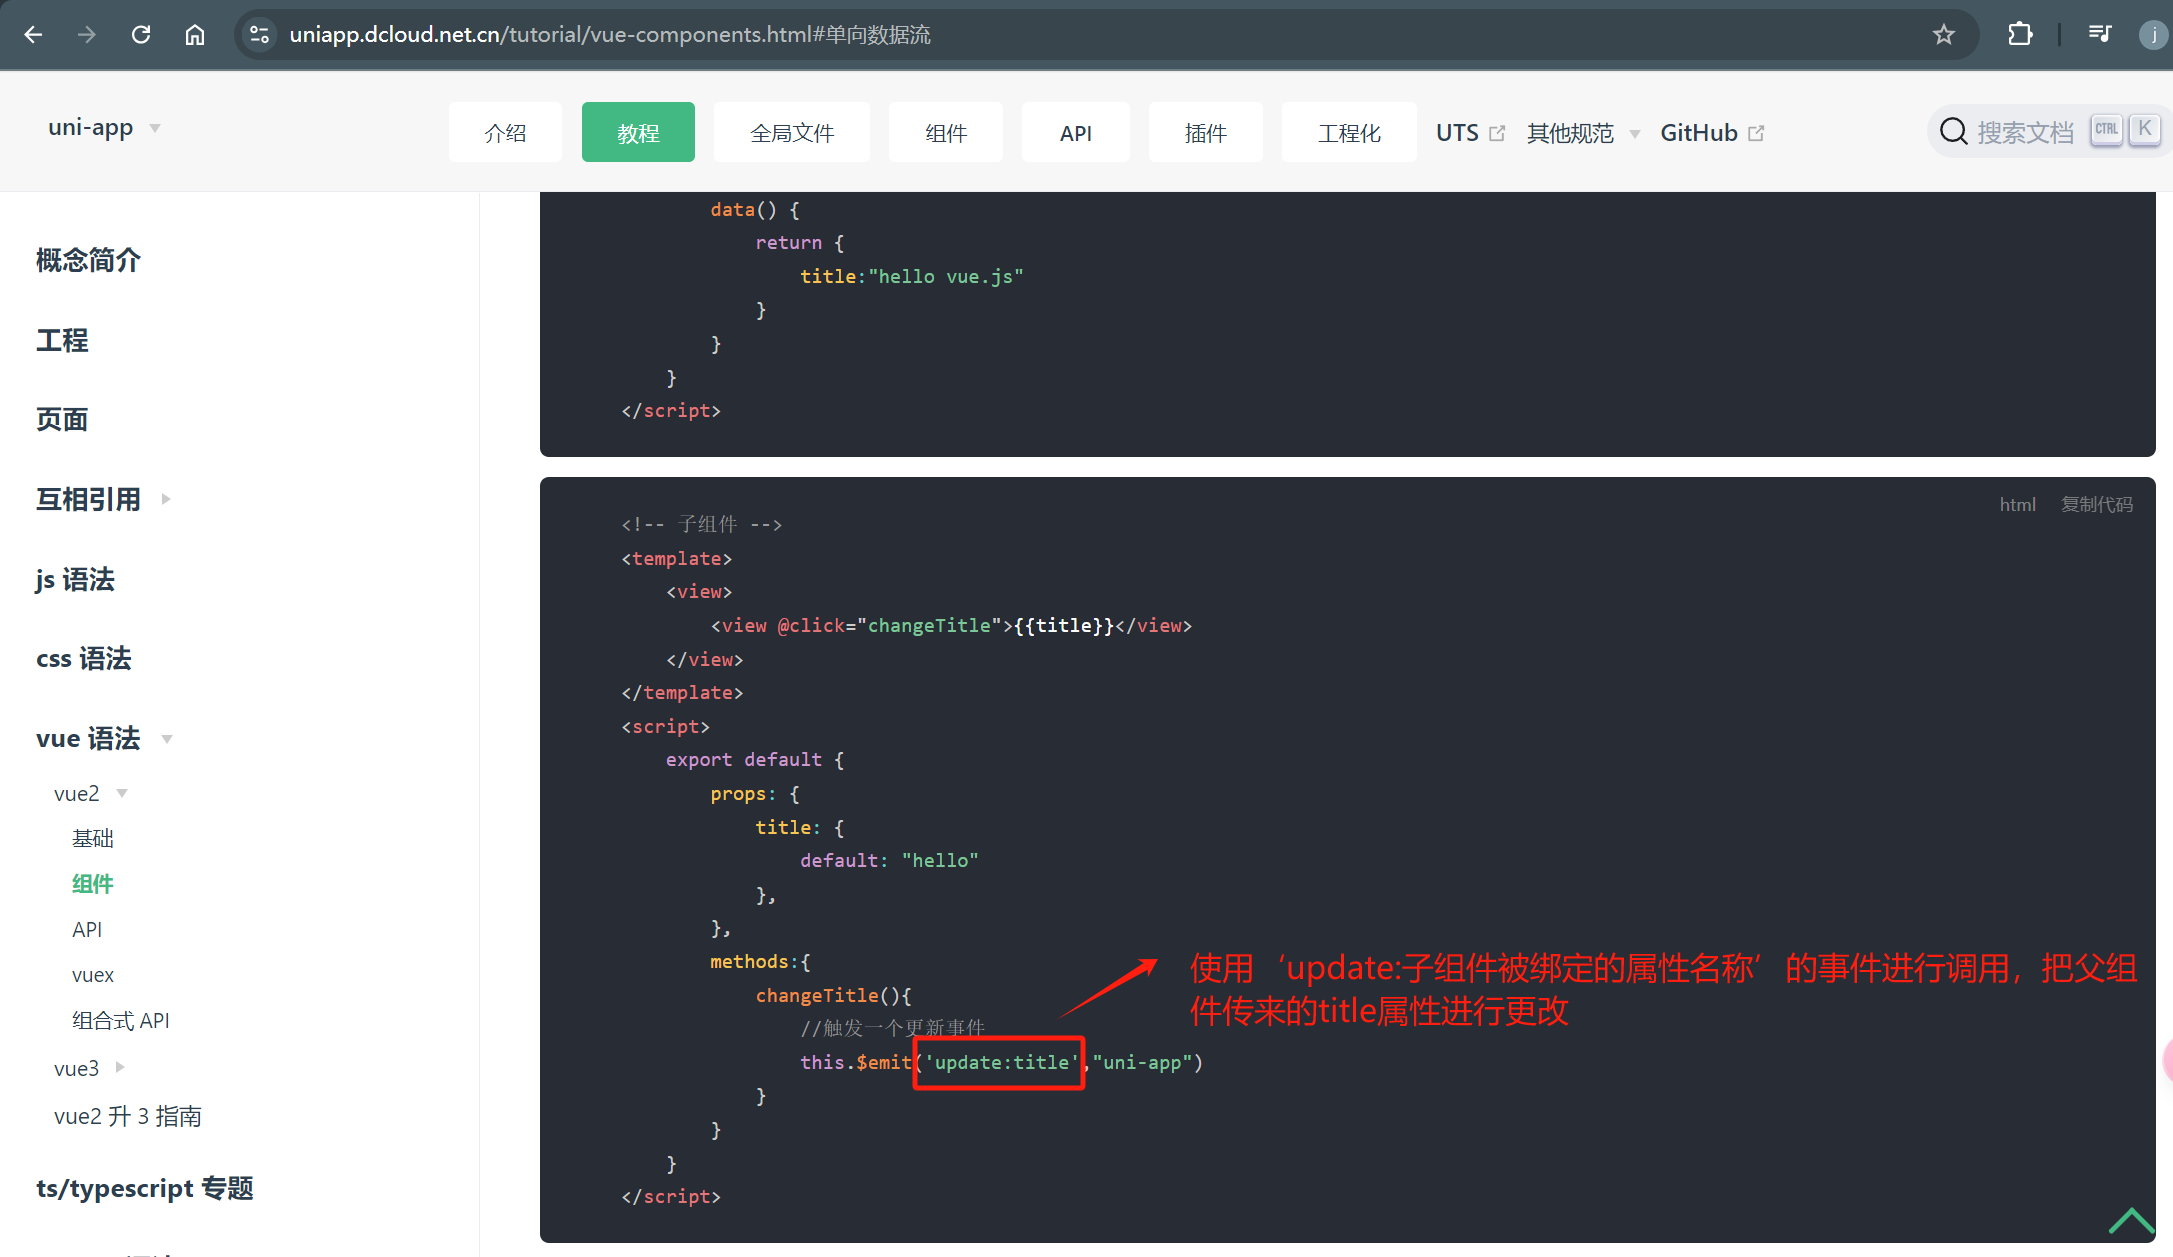 uniapp.dcloud.net.cn/tutorial/vue-components.html#单向数据流
j
uni-app
介绍
教程
全局文件
组件
API
插件
工程化
UTS
其他规范
GitHub
搜索文档
CTRL
K
概念简介
工程
页面
互相引用
js 语法
css 语法
vue 语法
vue2
基础
组件
API
vuex
组合式 API
vue3
vue2 升 3 指南
ts/typescript 专题
data() {
return {
title:"hello vue.js"
}
}
}
</script>
html 复制代码
<!-- 子组件 -->
<template>
<view>
<view @click="changeTitle">{{title}}</view>
</view>
</template>
<script>
export default {
props: {
title: {
default: "hello"
},
},
methods:{
changeTitle(){
//触发一个更新事件
this.$emit('update:title',"uni-app")
}
}
}
</script>
使用‘update:子组件被绑定的属性名称’的事件进行调用，把父组
件传来的title属性进行更改